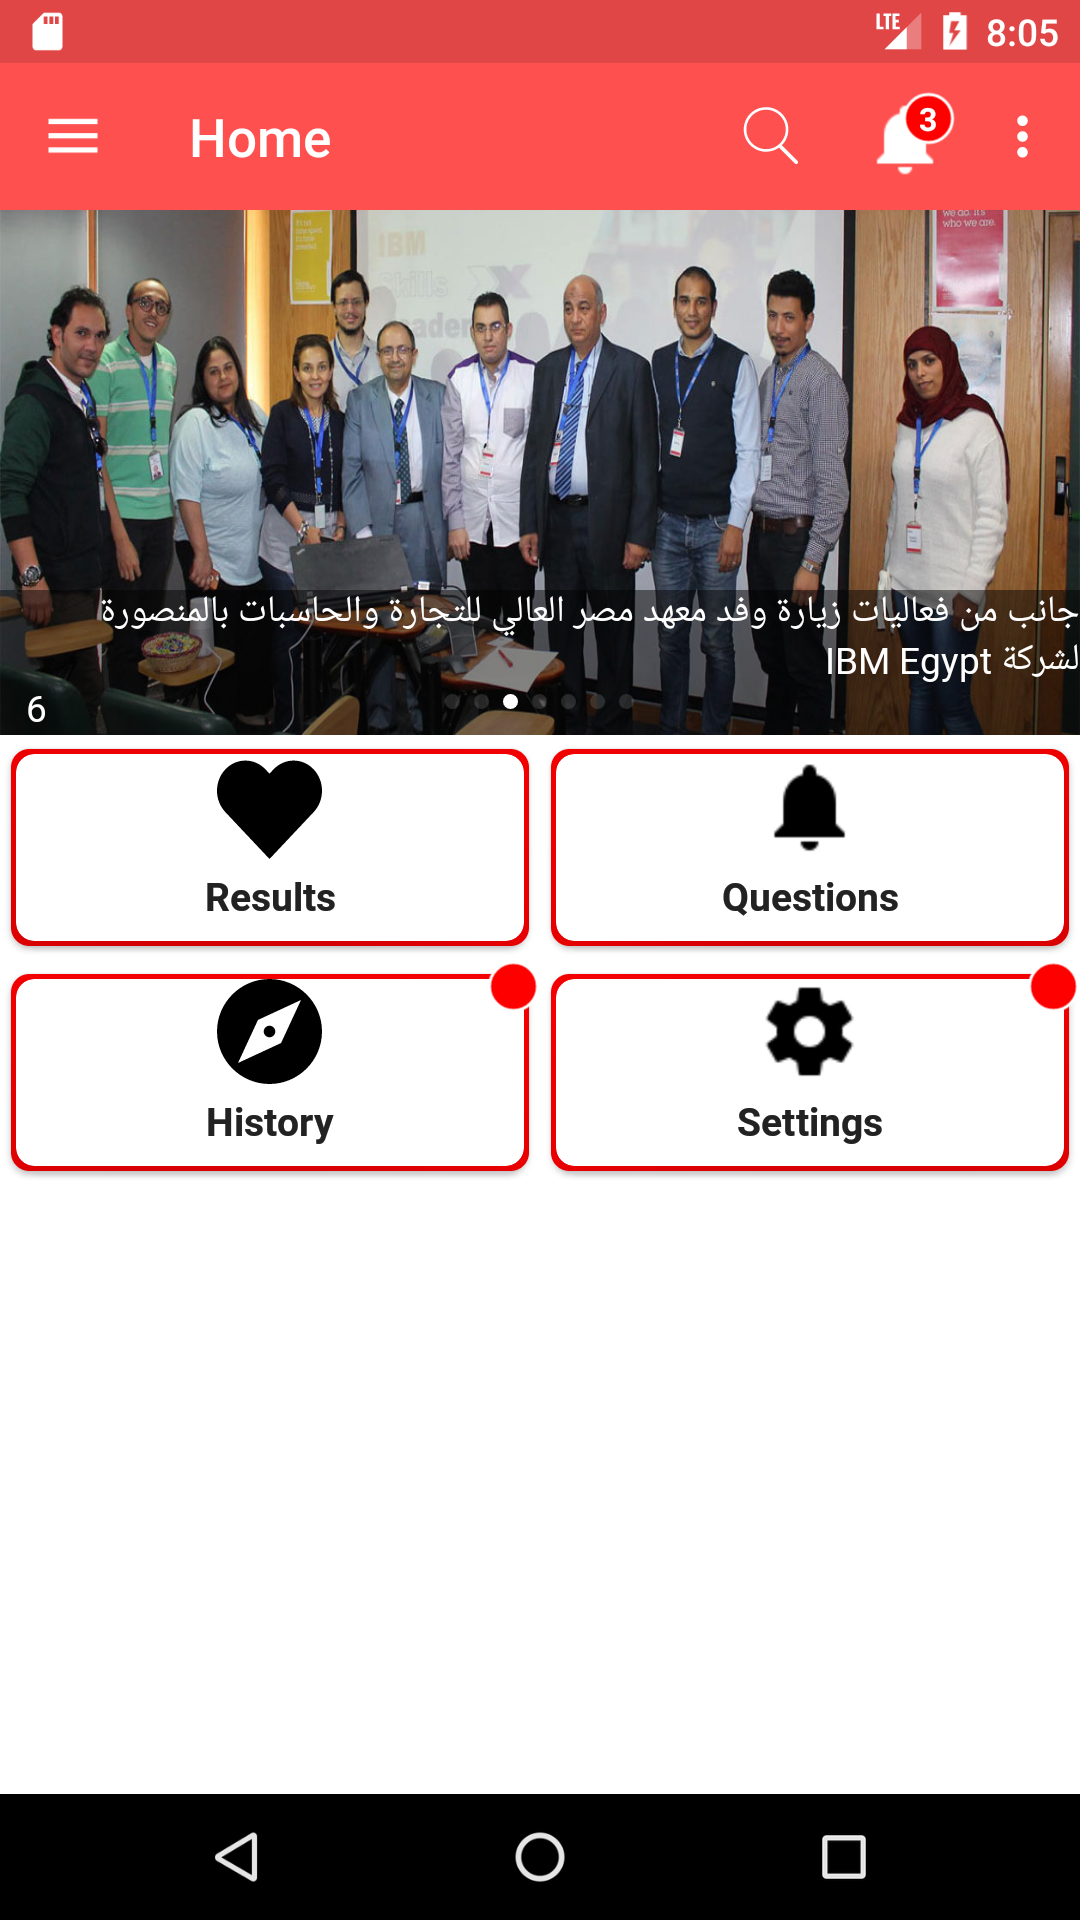 LTE
8:05
Home
3
we do. It's
who we are.
IBM
Skills
جانب من فعاليات زيارة وفد معهد مصر العالي للتجارة والحاسبات بالمنصورة
لشركة IBM Egypt
6
Results
Questions
History
Settings